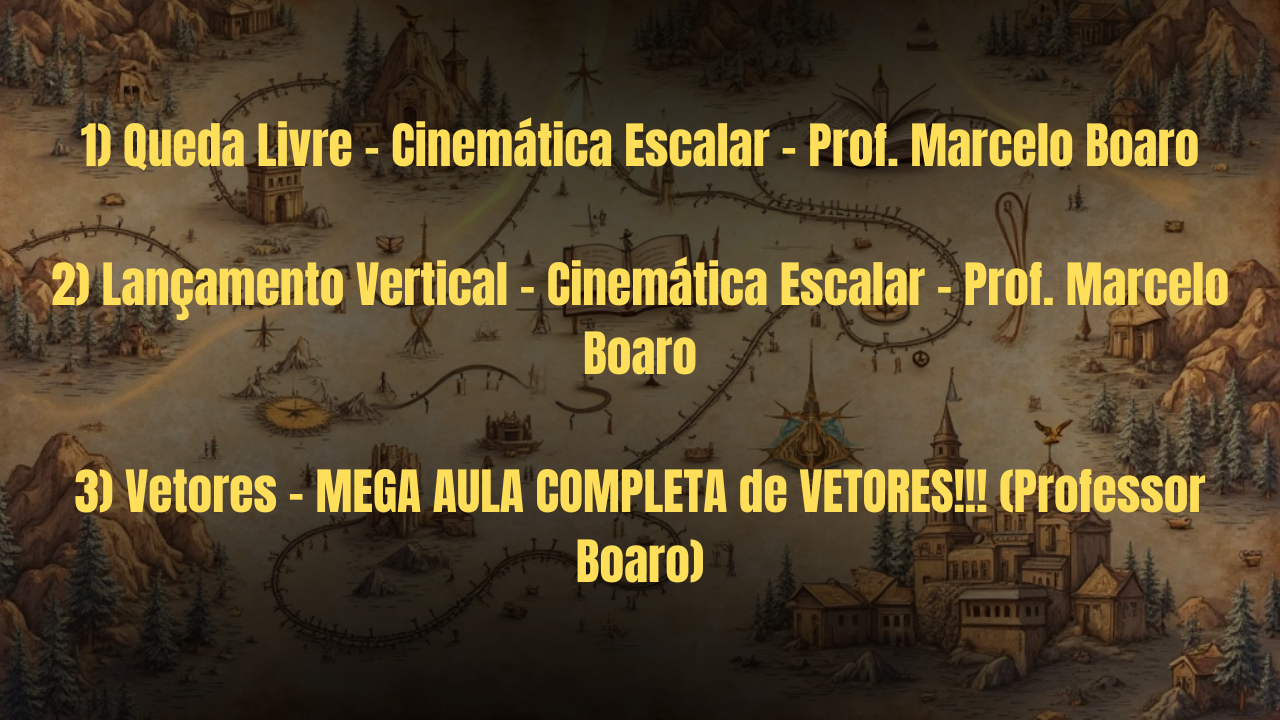 1) Queda Livre - Cinemática Escalar - Prof. Marcelo Boaro
2) Lançamento Vertical - Cinemática Escalar - Prof. Marcelo
Boaro
3) Vetores - MEGA AULA COMPLETA de VETORES!!! (Professor
Boaro)